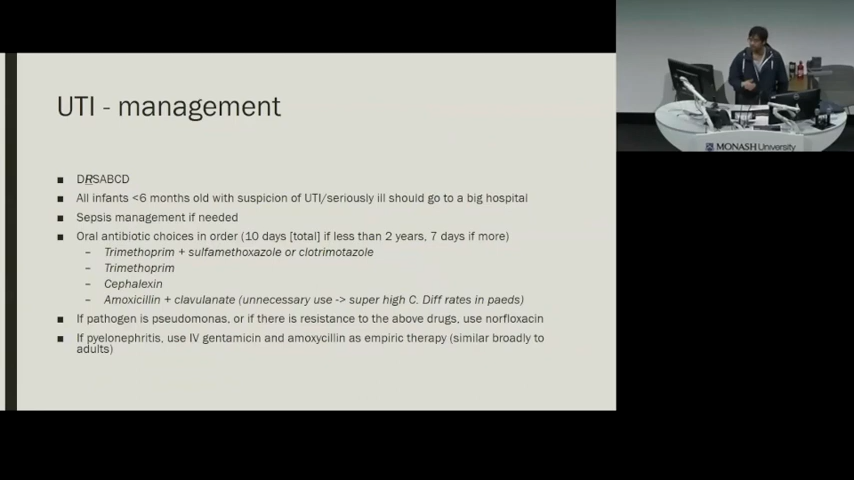 UTI - management
DRSABCD
All infants <6 months old with suspicion of UTI/seriously ill should go to a big hospital
Sepsis management if needed
Oral antibiotic choices in order (10 days [total] if less than 2 years, 7 days if more)
Trimethoprim + sulfamethoxazole or clotrimotazole
Trimethoprim
Cephalexin
Amoxicillin + clavulanate (unnecessary use -> super high C. Diff rates in paeds)
If pathogen is pseudomonas, or if there is resistance to the above drugs, use norfloxacin
If pyelonephritis, use IV gentamicin and amoxycillin as empiric therapy (similar broadly to
adults)
MONASH University